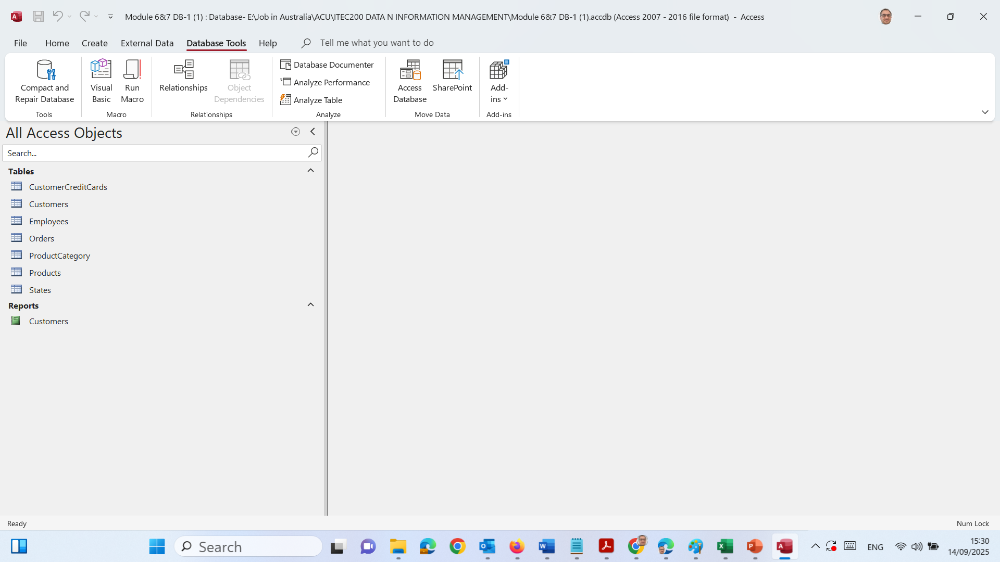 Module 6&7 DB-1 (1) : Database- E:\Job in Australia\ACU\ITEC200 DATA N INFORMATION MANAGEMENT\Module 6&7 DB-1 (1).accdb (Access 2007 - 2016 file format) - Access
File Home Create External Data Database Tools Help Tell me what you want to do
Compact and
Repair Database
Tools
Visual
Basic
Run
Macro
Macro
Relationships
Object
Dependencies
Relationships
Database Documenter
Analyze Performance
Analyze Table
Analyze
Access
Database
SharePoint
Move Data
Add-
ins
Add-ins
All Access Objects
Search...
Tables
CustomerCreditCards
Customers
Employees
Orders
ProductCategory
Products
States
Reports
Customers
Ready
Num Lock
Search
ENG
15:30
14/09/2025